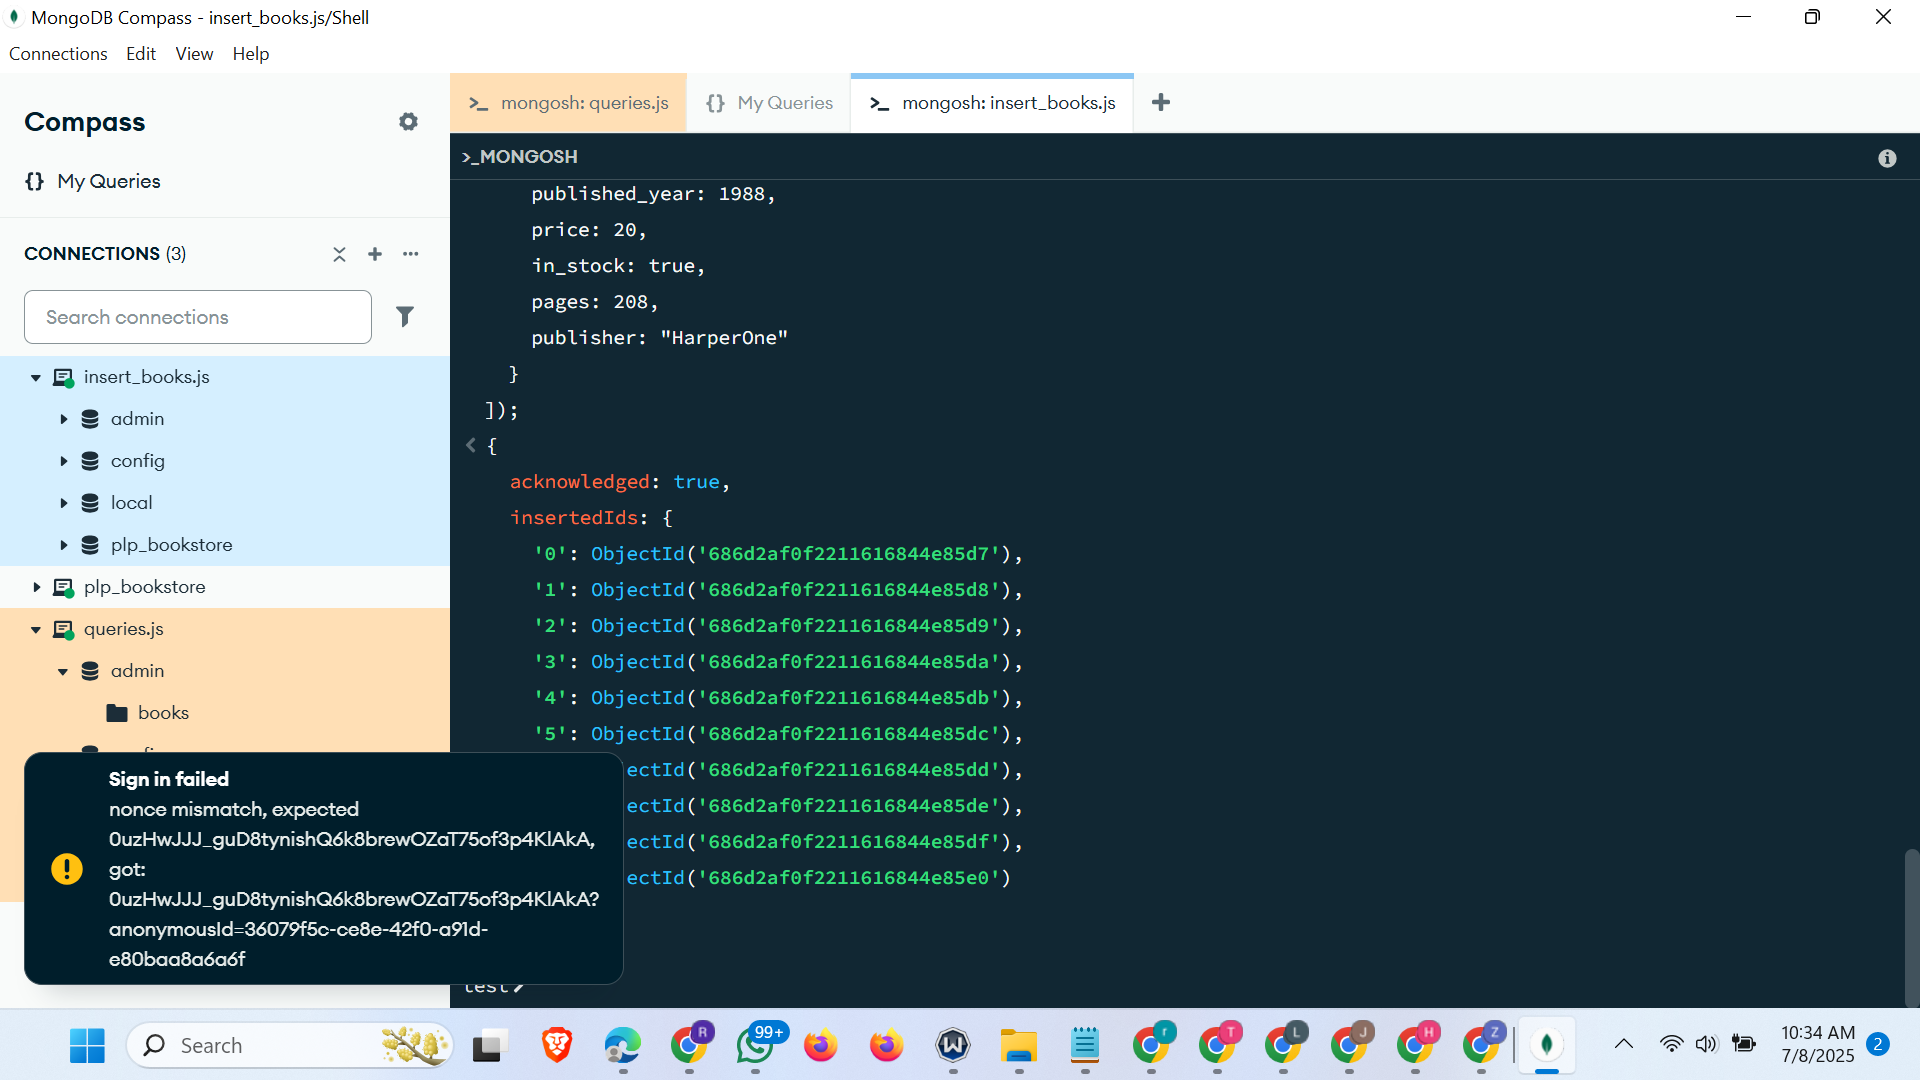 MongoDB Compass - insert_books.js/Shell
Connections Edit View Help
Compass
{} My Queries
CONNECTIONS (3)
Search connections
insert_books.js
admin
config
local
plp_bookstore
plp_bookstore
queries.js
admin
books
>_ mongosh: queries.js
{} My Queries
>_ mongosh: insert_books.js
>_MONGOSH
published_year: 1988,
price: 20,
in_stock: true,
pages: 208,
publisher: "HarperOne"
}
]);
< {
acknowledged: true,
insertedIds: {
'0': ObjectId('686d2af0f2211616844e85d7'),
'1': ObjectId('686d2af0f2211616844e85d8'),
'2': ObjectId('686d2af0f2211616844e85d9'),
'3': ObjectId('686d2af0f2211616844e85da'),
'4': ObjectId('686d2af0f2211616844e85db'),
'5': ObjectId('686d2af0f2211616844e85dc'),
ectId('686d2af0f2211616844e85dd'),
ectId('686d2af0f2211616844e85de'),
ectId('686d2af0f2211616844e85df'),
ectId('686d2af0f2211616844e85e0')
test>
Sign in failed
nonce mismatch, expected
0uzHwJJJ_guD8tynishQ6k8brewOZaT75of3p4KlAkA,
got:
0uzHwJJJ_guD8tynishQ6k8brewOZaT75of3p4KlAkA?
anonymousId=36079f5c-ce8e-42f0-a91d-
e80baa8a6a6f
Search
R
99+
r
T
L
J
H
Z
10:34 AM
7/8/2025
2